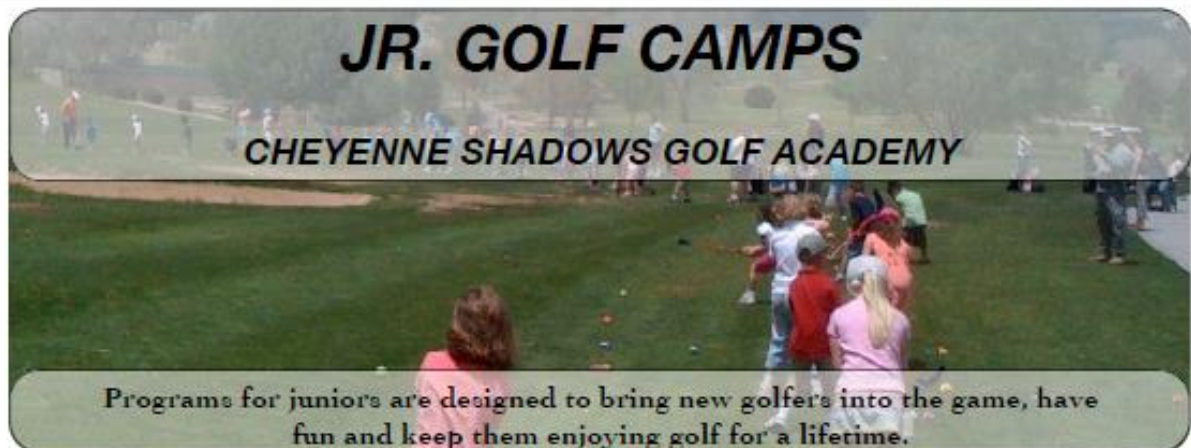 JR. GOLF CAMPS
CHEYENNE SHADOWS GOLF ACADEMY
Programs for juniors are designed to bring new golfers into the game, have
fun and keep them enjoying golf for a lifetime.